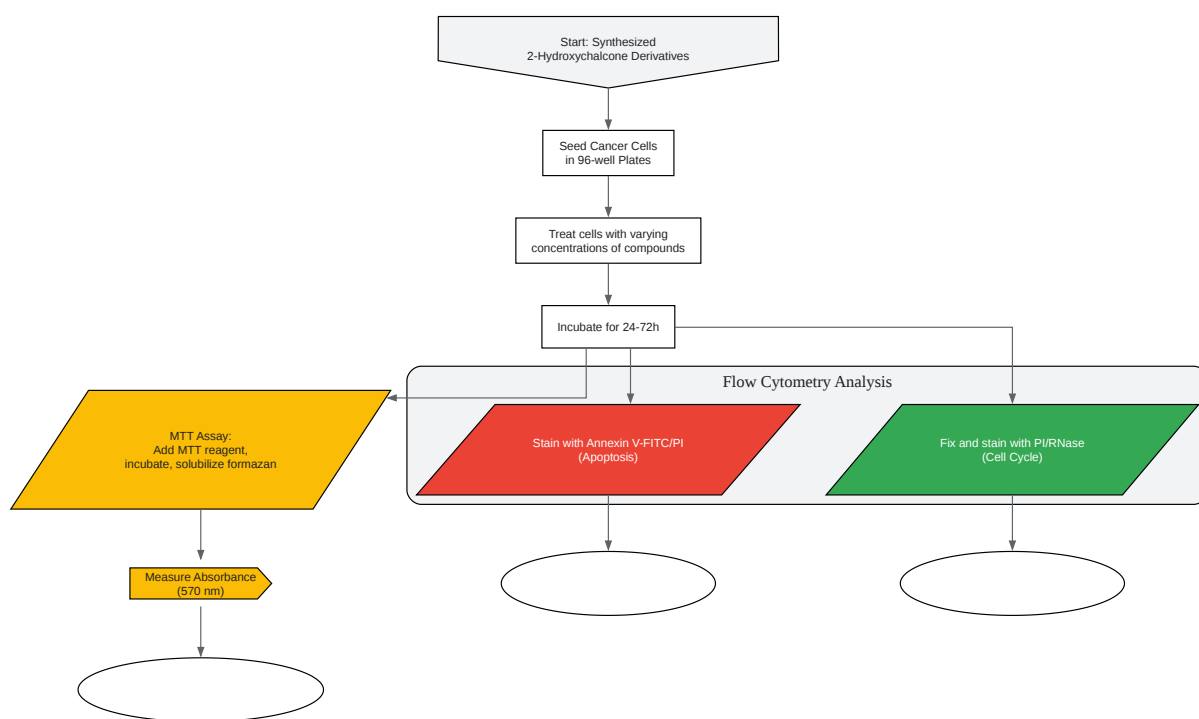 Start: Synthesized
2-Hydroxychalcone Derivatives
Seed Cancer Cells
in 96-well Plates
Treat cells with varying
concentrations of compounds
Incubate for 24-72h
Flow Cytometry Analysis
MTT Assay:
Add MTT reagent,
incubate, solubilize formazan
Stain with Annexin V-FITC/PI
(Apoptosis)
Fix and stain with PI/RNase
(Cell Cycle)
Measure Absorbance
(570 nm)